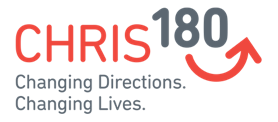 CHRIS180
Changing Directions.
Changing Lives.